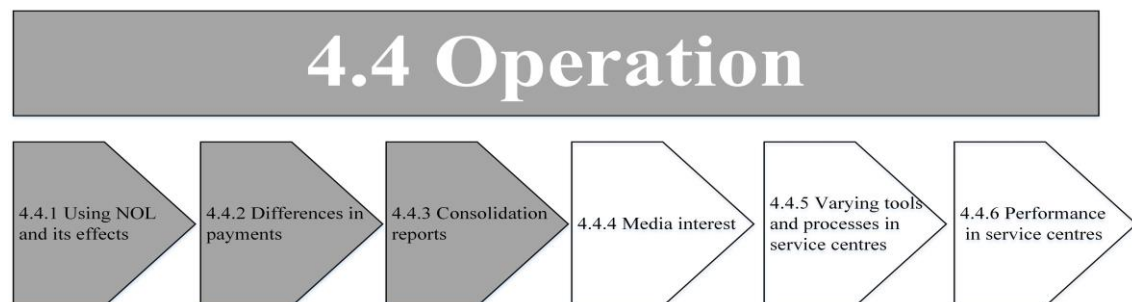 4.4 Operation
4.4.1 Using NOL
and its effects
4.4.2 Differences in
payments
4.4.3 Consolidation
reports
4.4.4 Media interest
4.4.5 Varying tools
and processes in
service centres
4.4.6 Performance
in service centres